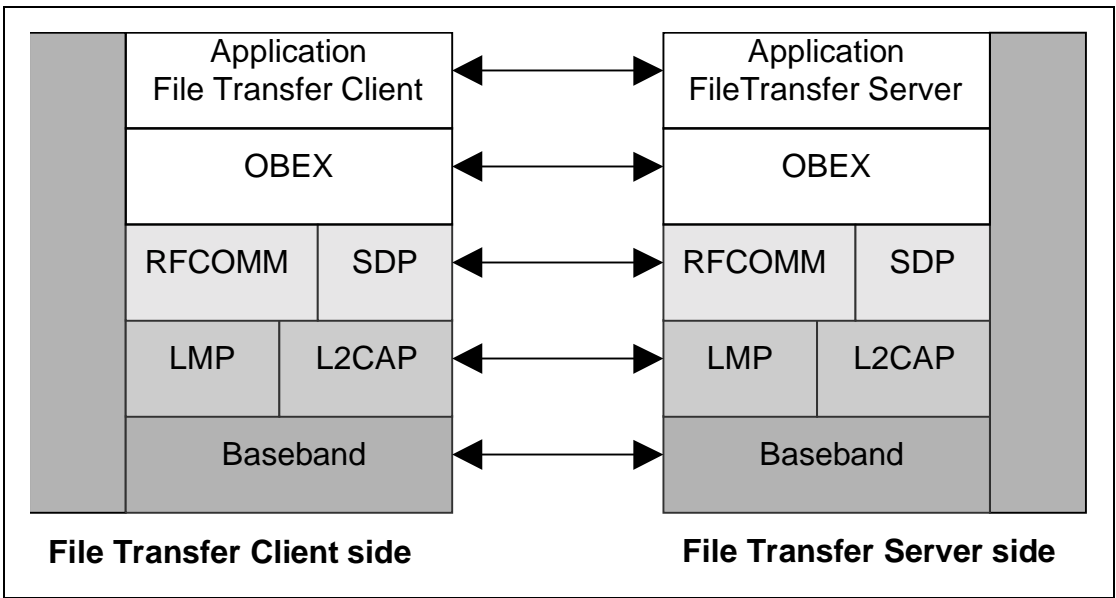 Application
File Transfer Client
Application
FileTransfer Server
OBEX
OBEX
RFCOMM
SDP
RFCOMM
SDP
LMP
L2CAP
LMP
L2CAP
Baseband
Baseband
File Transfer Client side
File Transfer Server side